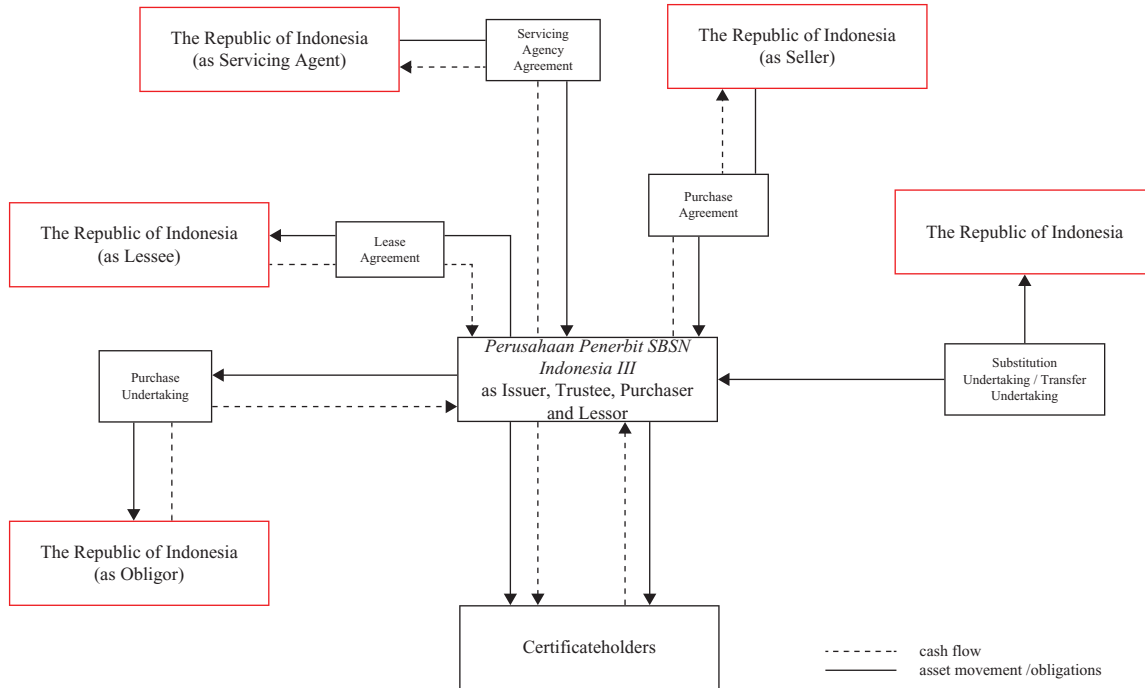 The Republic of Indonesia
(as Servicing Agent)
Servicing
Agency
Agreement
The Republic of Indonesia
(as Seller)
Purchase
Agreement
The Republic of Indonesia
(as Lessee)
Lease
Agreement
The Republic of Indonesia
Perusahaan Penerbit SBSN
Indonesia III
as Issuer, Trustee, Purchaser
and Lessor
Purchase
Undertaking
Substitution
Undertaking / Transfer
Undertaking
The Republic of Indonesia
(as Obligor)
Certificateholders
cash flow
asset movement /obligations